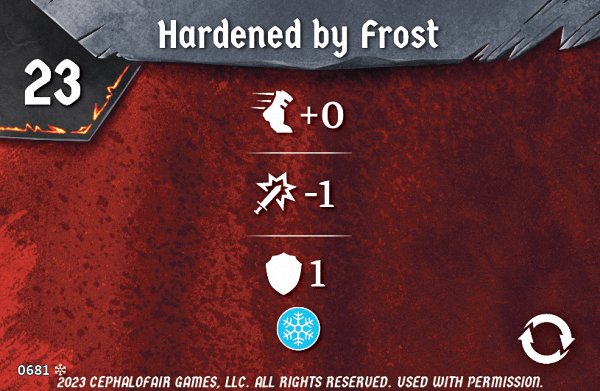 Hardened by Frost
23
+0
-1
1
0681
2023 CEPHALOFAIR GAMES, LLC. ALL RIGHTS RESERVED. USED WITH PERMISSION.